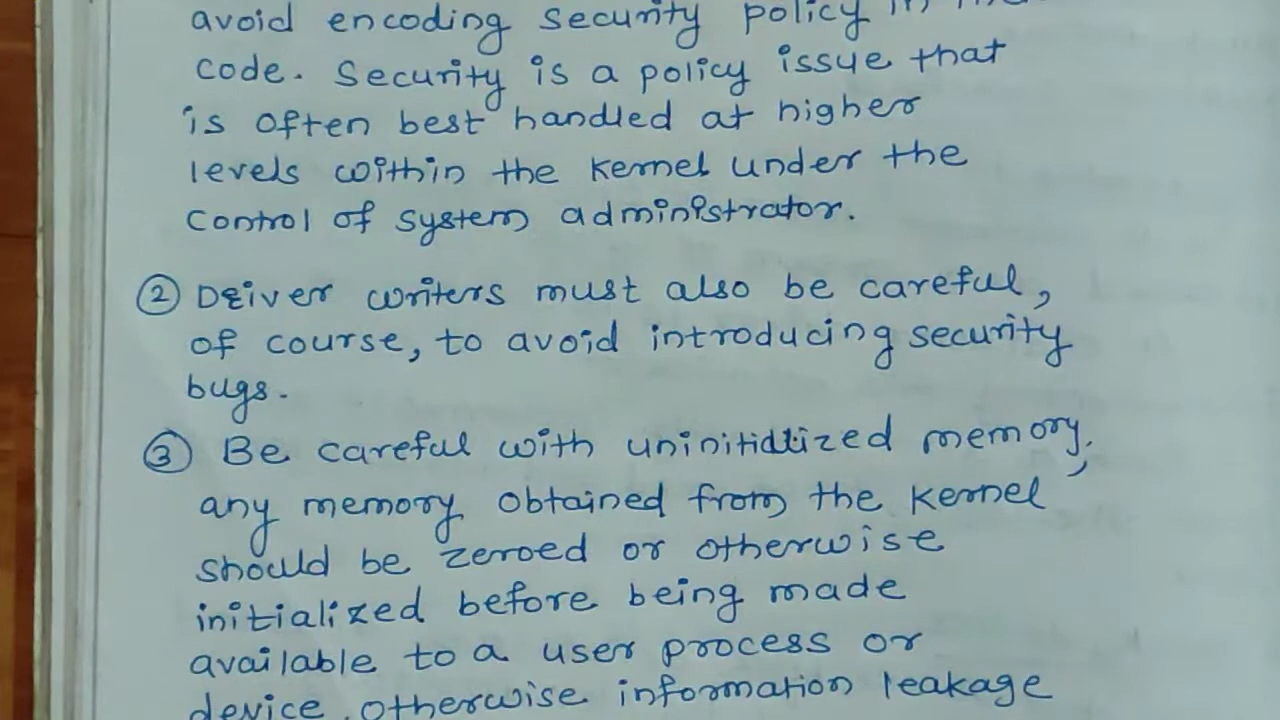 avoid encoding security policy in
code. Security is a policy issue that
is often best handled at higher
levels within the kernel under the
control of system administrator.
② Driver writers must also be careful,
of course, to avoid introducing security
bugs.
③ Be careful with uninitialized memory,
any memory obtained from the kernel
should be zeroed or otherwise
initialized before being made
available to a user process or
device, otherwise information leakage